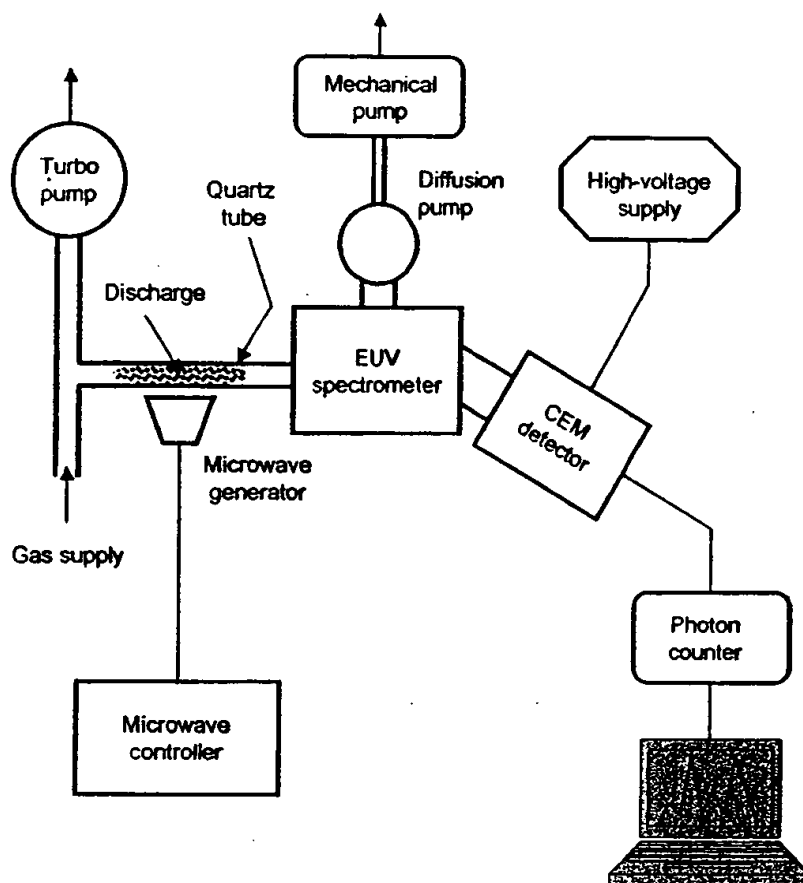 Mechanical
pump
Turbo
pump
Quartz
tube
Diffusion
pump
High-voltage
supply
Discharge
EUV
spectrometer
CEM
detector
Microwave
generator
Gas supply
Photon
counter
Microwave
controller